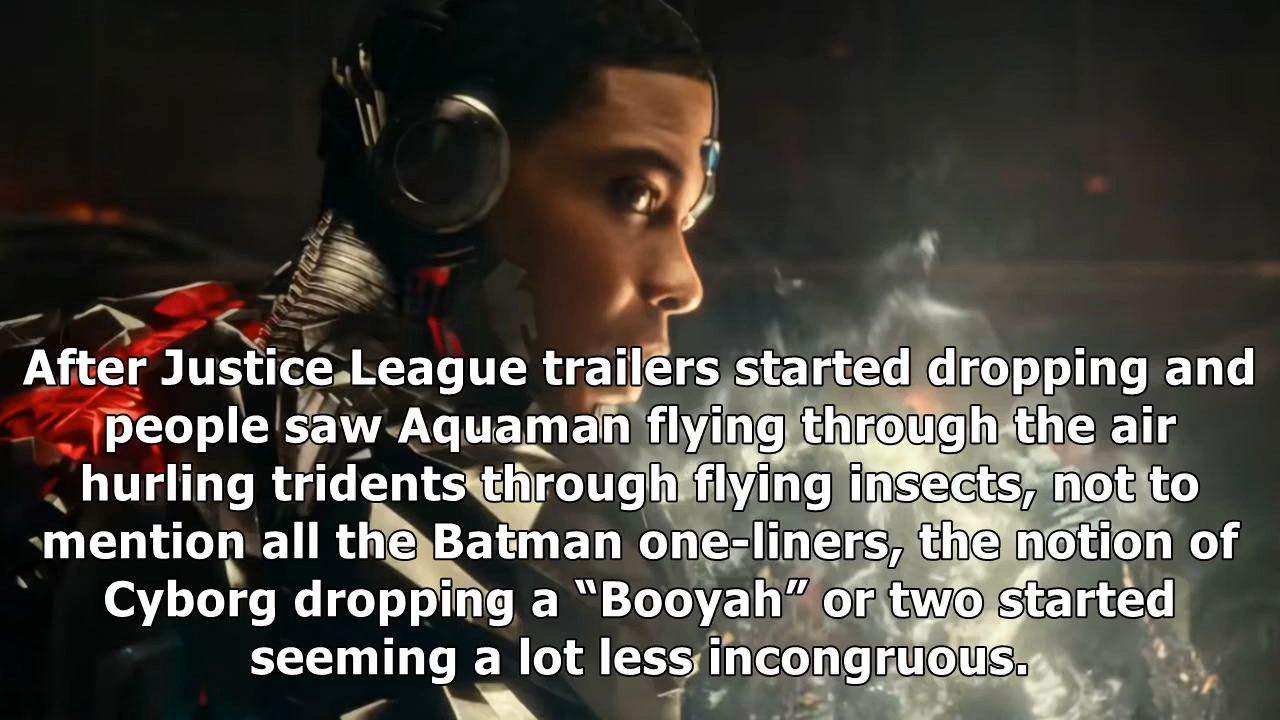 After Justice League trailers started dropping and
people saw Aquaman flying through the air
hurling tridents through flying insects, not to
mention all the Batman one-liners, the notion of
Cyborg dropping a “Booyah” or two started
seeming a lot less incongruous.